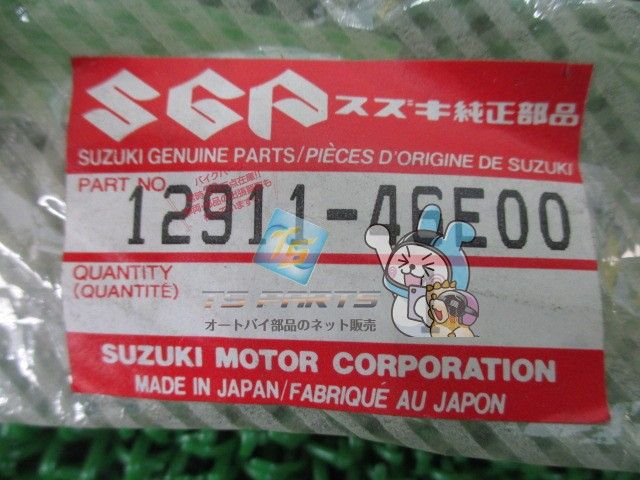 SGP スズキ純正部品
SUZUKI GENUINE PARTS/PIÈCES D'ORIGINE DE SUZUKI
PART NO.
12911-46E00
QUANTITY
(QUANTITÉ)
TS PARTS
オートバイ部品のネット販売
SUZUKI MOTOR CORPORATION
MADE IN JAPAN/FABRIQUÉ AU JAPON